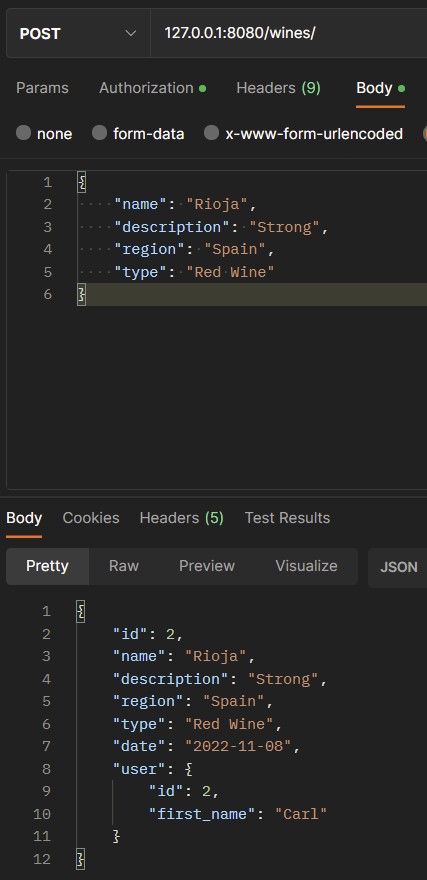 POST 127.0.0.1:8080/wines/
Params Authorization Headers (9) Body
none form-data x-www-form-urlencoded
1 {
2 "name": "Rioja",
3 "description": "Strong",
4 "region": "Spain",
5 "type": "Red Wine"
6 }
Body Cookies Headers (5) Test Results
Pretty Raw Preview Visualize JSON
1 {
2 "id": 2,
3 "name": "Rioja",
4 "description": "Strong",
5 "region": "Spain",
6 "type": "Red Wine",
7 "date": "2022-11-08",
8 "user": {
9 "id": 2,
10 "first_name": "Carl"
11 }
12 }